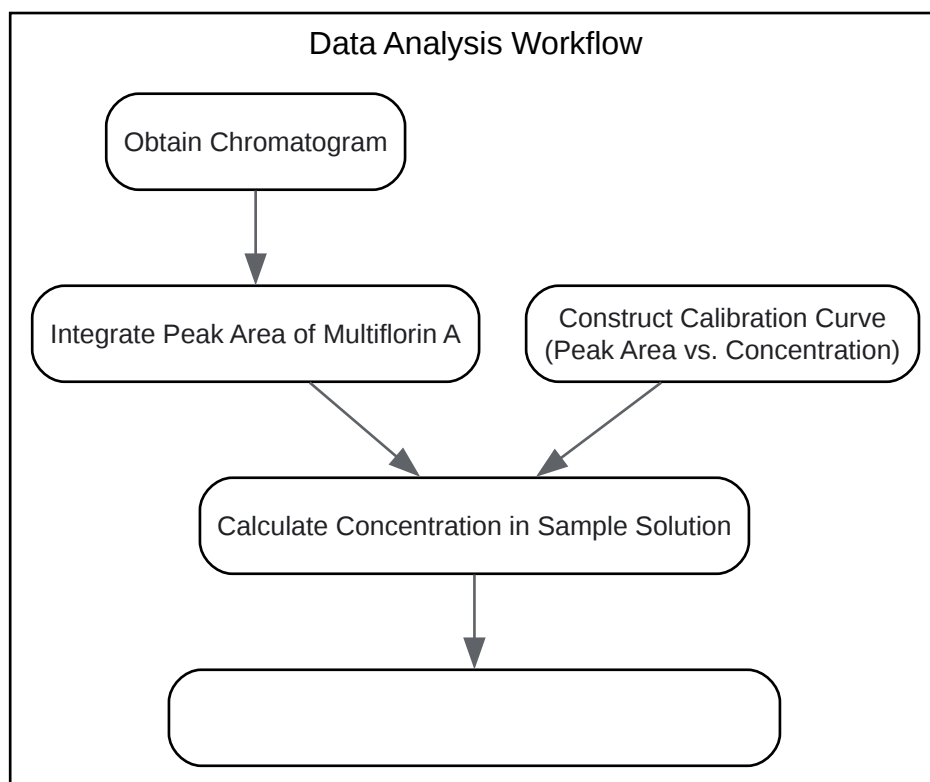 Data Analysis Workflow
Obtain Chromatogram
Integrate Peak Area of Multiflorin A
Construct Calibration Curve
(Peak Area vs. Concentration)
Calculate Concentration in Sample Solution